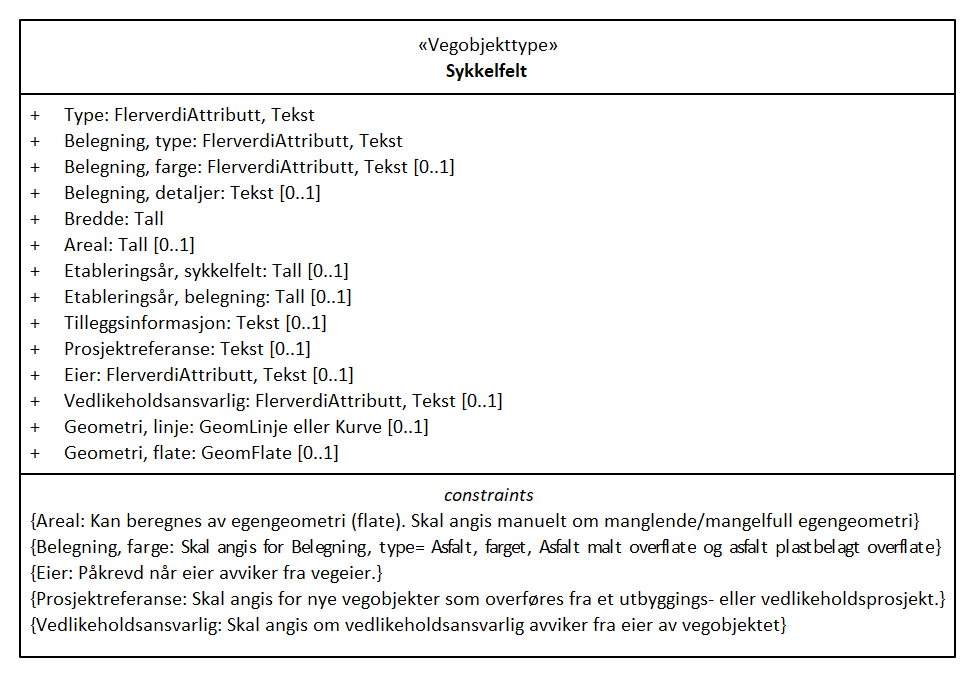 «Vegobjekttype»
Sykkelfelt
+ Type: FlerverdiAttributt, Tekst
+ Belegning, type: FlerverdiAttributt, Tekst
+ Belegning, farge: FlerverdiAttributt, Tekst [0..1]
+ Belegning, detaljer: Tekst [0..1]
+ Bredde: Tall
+ Areal: Tall [0..1]
+ Etableringsår, sykkelfelt: Tall [0..1]
+ Etableringsår, belegning: Tall [0..1]
+ Tilleggsinformasjon: Tekst [0..1]
+ Prosjektreferanse: Tekst [0..1]
+ Eier: FlerverdiAttributt, Tekst [0..1]
+ Vedlikeholdsansvarlig: FlerverdiAttributt, Tekst [0..1]
+ Geometri, linje: GeomLinje eller Kurve [0..1]
+ Geometri, flate: GeomFlate [0..1]
constraints
{Areal: Kan beregnes av egengeometri (flate). Skal angis manuelt om manglende/mangelfull egengeometri}
{Belegning, farge: Skal angis for Belegning, type= Asfalt, farget, Asfalt malt overflate og asfalt plastbelagt overflate}
{Eier: Påkrevd når eier avviker fra vegeier.}
{Prosjektreferanse: Skal angis for nye vegobjekter som overføres fra et utbyggings- eller vedlikeholdsprosjekt.}
{Vedlikeholdsansvarlig: Skal angis om vedlikeholdsansvarlig avviker fra eier av vegobjektet}